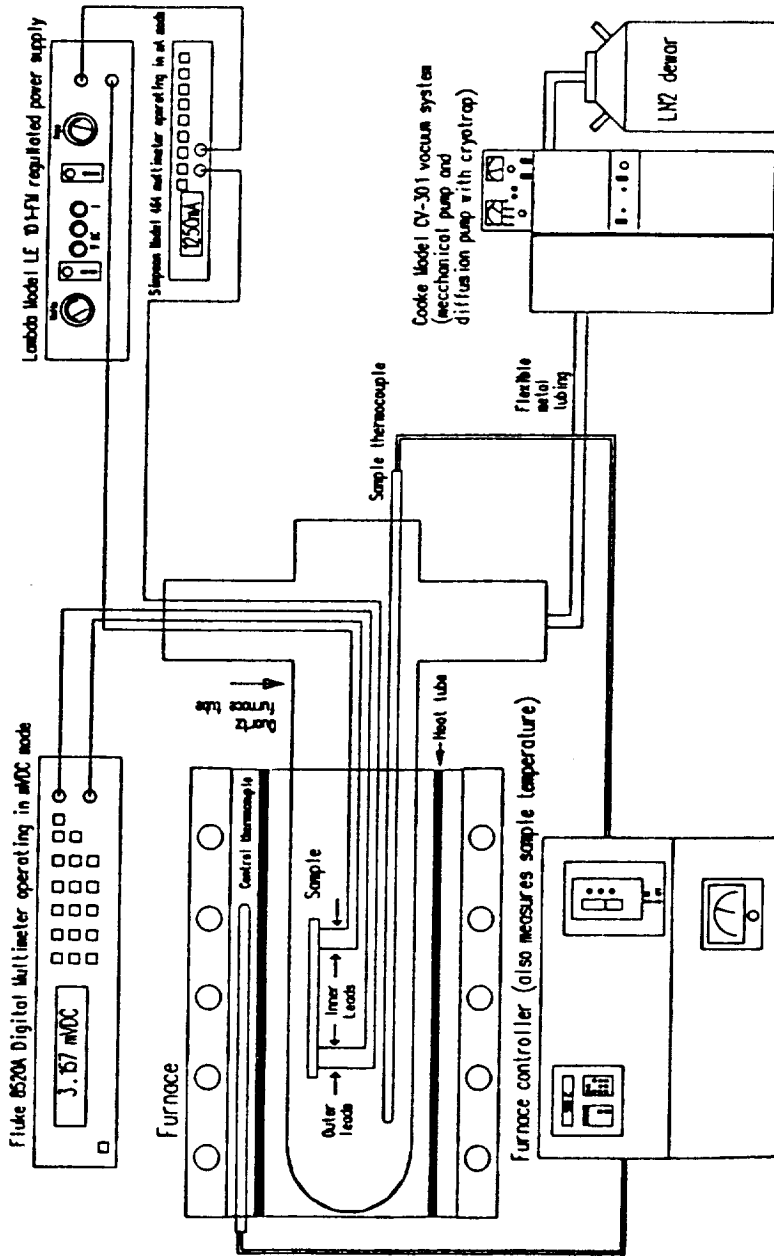 Fluke 8520A Digital Multimeter operating in mVDC mode
3.157 mVDC
Lambda Model LE 101-FM regulated power supply
Simpson Model 464 multimeter operating in mA mode
1250mA
Furnace
Control thermocouple
Sample
Inner
Leads
Outer
leads
Quartz
Furnace
tube
Heat tube
Sample thermocouple
Flexible
metal
tubing
Cooke Model CV-301 vacuum system
(mecchanical pump and
diffusion pump with cryotrap)
LN2 dewar
Furnace controller (also measures sample temperature)